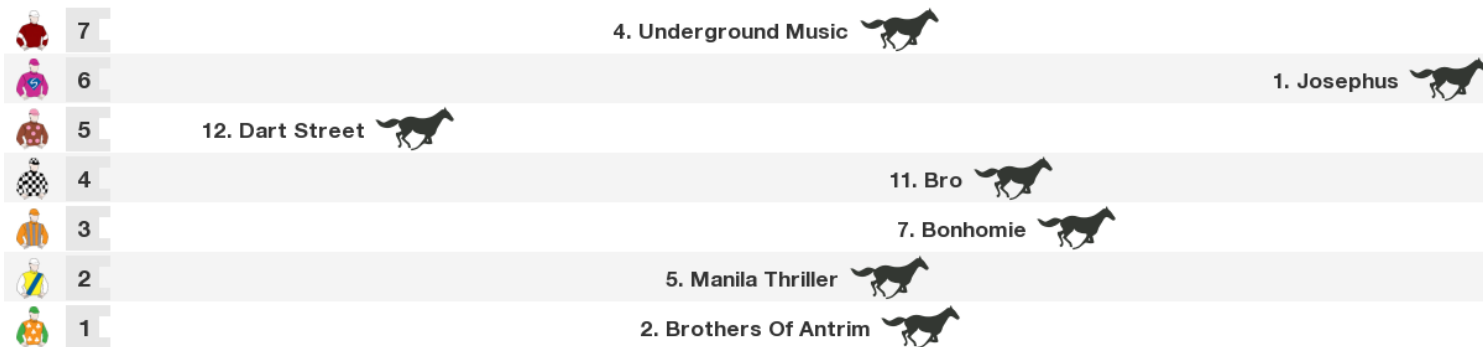 7 4. Underground Music
6 1. Josephus
5 12. Dart Street
4 11. Bro
3 7. Bonhomie
2 5. Manila Thriller
1 2. Brothers Of Antrim